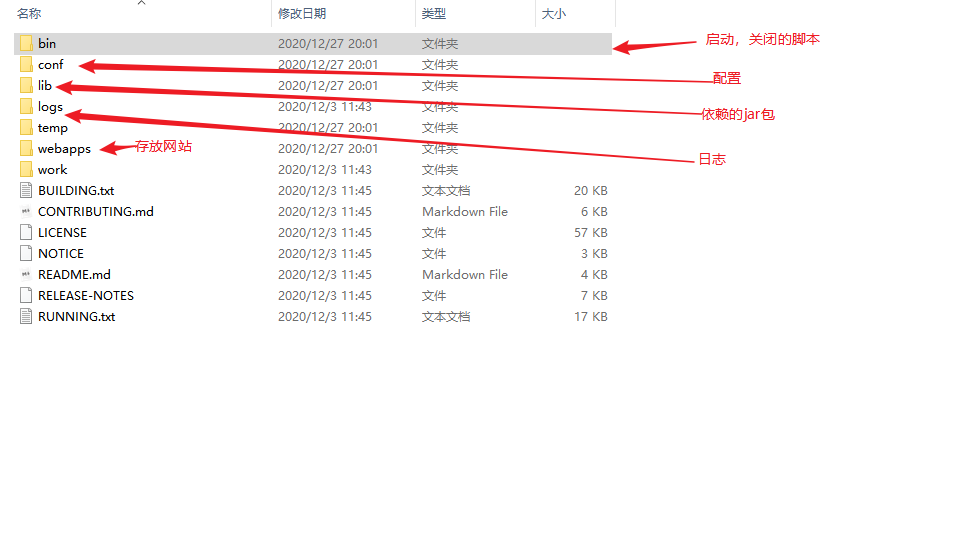 名称 修改日期 类型 大小
bin 2020/12/27 20:01 文件夹 启动，关闭的脚本
conf 2020/12/27 20:01 文件夹 配置
lib 2020/12/27 20:01 文件夹
logs 2020/12/3 11:43 文件夹 依赖的jar包
temp 2020/12/27 20:01 文件夹
webapps 存放网站 2020/12/27 20:01 文件夹 日志
work 2020/12/3 11:43 文件夹
BUILDING.txt 2020/12/3 11:45 文本文档 20 KB
CONTRIBUTING.md 2020/12/3 11:45 Markdown File 6 KB
LICENSE 2020/12/3 11:45 文件 57 KB
NOTICE 2020/12/3 11:45 文件 3 KB
README.md 2020/12/3 11:45 Markdown File 4 KB
RELEASE-NOTES 2020/12/3 11:45 文件 7 KB
RUNNING.txt 2020/12/3 11:45 文本文档 17 KB